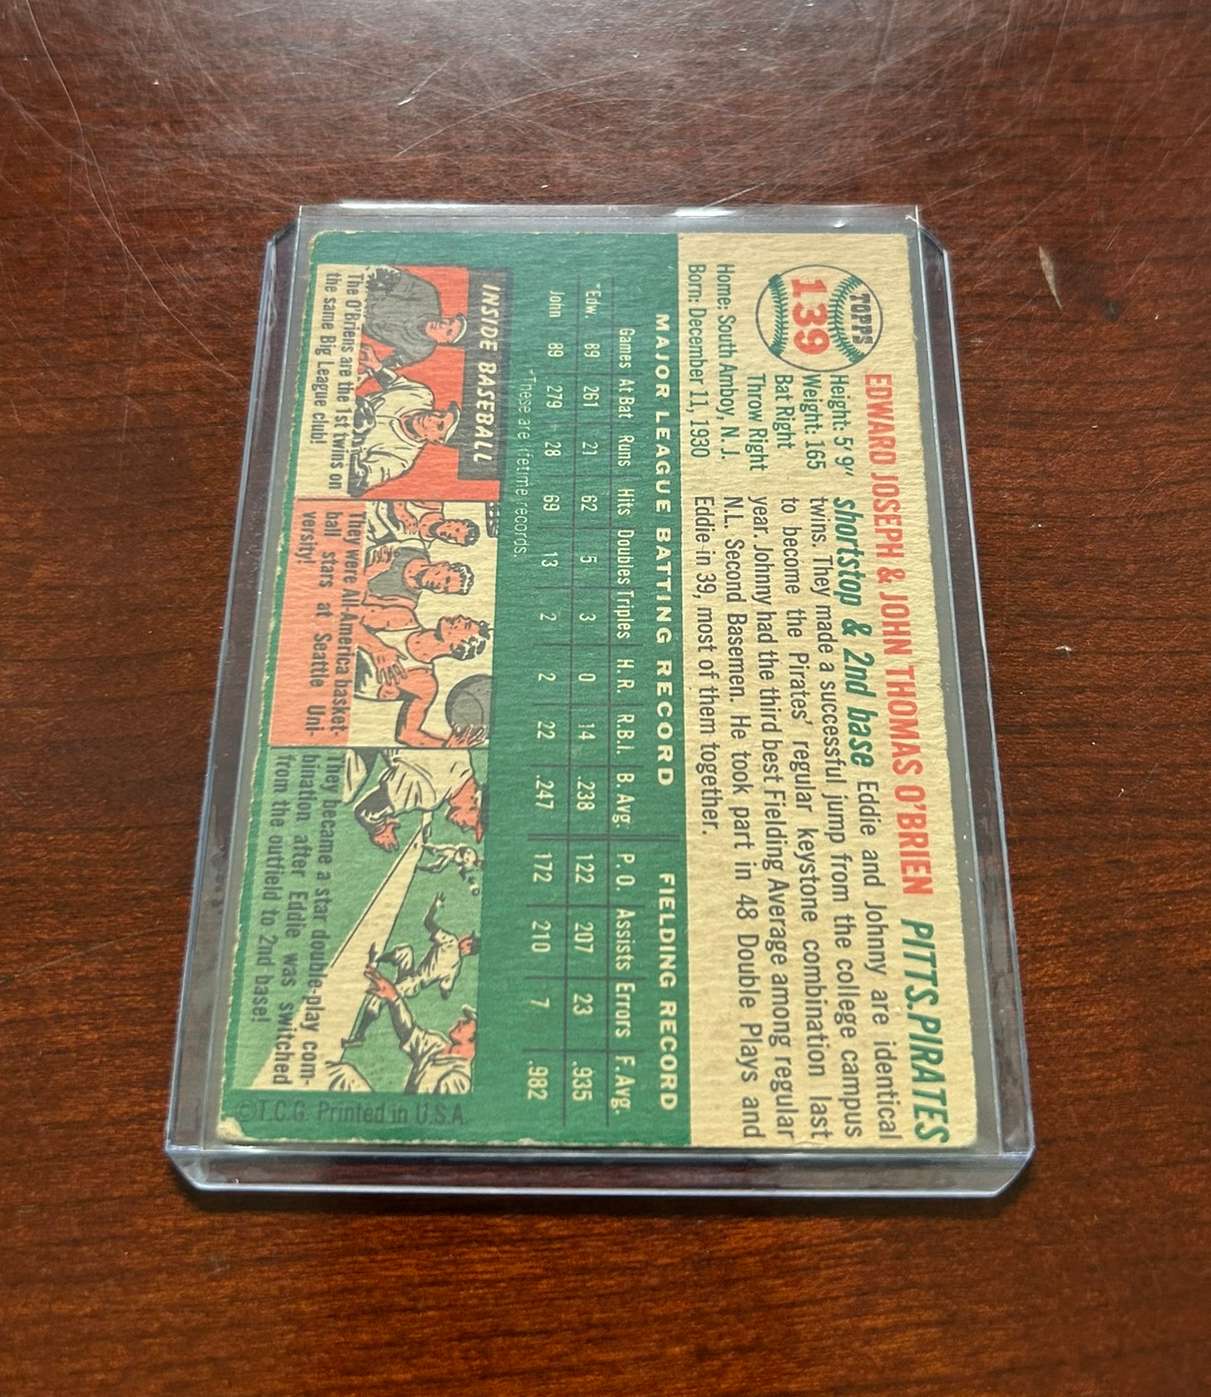 TOPPS
139
EDWARD JOSEPH & JOHN THOMAS O'BRIEN PITTS. PIRATES
Height: 5' 9"
Weight: 165
Bat Right
Throw Right
Home: South Amboy, N. J.
Born: December 11, 1930
shortstop & 2nd base Eddie and Johnny are identical
twins. They made a successful jump from the college campus
to become the Pirates' regular keystone combination last
year. Johnny had the third best Fielding Average among regular
N.L. Second Basemen. He took part in 48 Double Plays and
Eddie in 39, most of them together.
MAJOR LEAGUE BATTING RECORD FIELDING RECORD
Games At Bat Runs Hits Doubles Triples H. R. R.B.I. B. Avg. P. O. Assists Errors F. Avg.
*Edw. 89 261 21 62 5 3 0 14 .238 122 207 23 .935
John 89 279 28 69 13 2 2 22 .247 172 210 7 .982
*These are lifetime records.
INSIDE BASEBALL
The O'Briens are the 1st twins on
the same Big League club!
They were All-America basket-
ball stars at Seattle Uni-
versity!
They became a star double-play com-
bination after Eddie was switched
from the outfield to 2nd base!
©T.C.G. Printed in U.S.A.